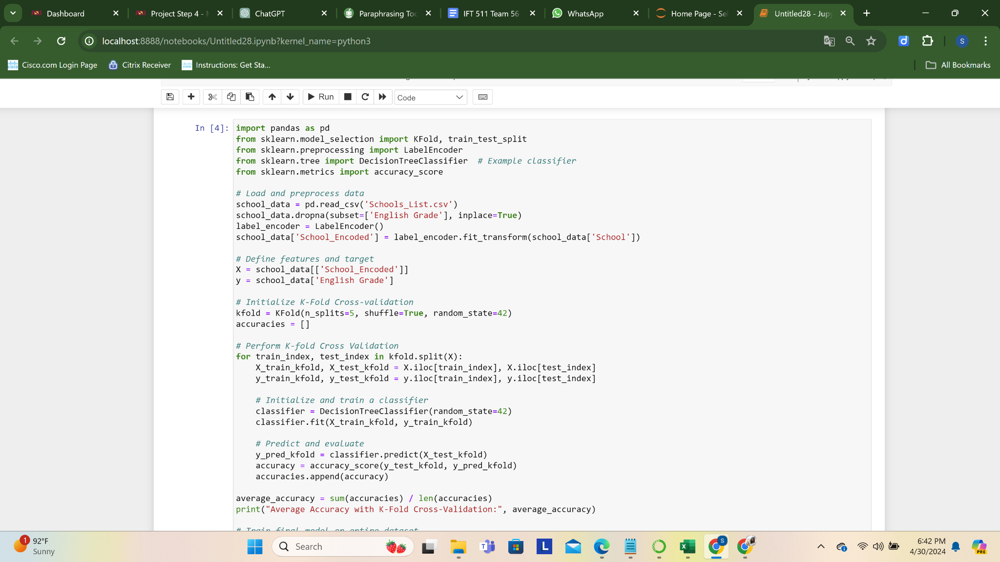 Dashboard
Project Step 4 -
ChatGPT
Paraphrasing Too
IFT 511 Team 56
WhatsApp
Home Page - Sel
Untitled28 - Jup
localhost:8888/notebooks/Untitled28.ipynb?kernel_name=python3
S
Cisco.com Login Page
Citrix Receiver
Instructions: Get Sta...
All Bookmarks
Run
Code
In [4]:
import pandas as pd
from sklearn.model_selection import KFold, train_test_split
from sklearn.preprocessing import LabelEncoder
from sklearn.tree import DecisionTreeClassifier  # Example classifier
from sklearn.metrics import accuracy_score
# Load and preprocess data
school_data = pd.read_csv('Schools_List.csv')
school_data.dropna(subset=['English Grade'], inplace=True)
label_encoder = LabelEncoder()
school_data['School_Encoded'] = label_encoder.fit_transform(school_data['School'])
# Define features and target
X = school_data[['School_Encoded']]
y = school_data['English Grade']
# Initialize K-Fold Cross-validation
kfold = KFold(n_splits=5, shuffle=True, random_state=42)
accuracies = []
# Perform K-fold Cross Validation
for train_index, test_index in kfold.split(X):
    X_train_kfold, X_test_kfold = X.iloc[train_index], X.iloc[test_index]
    y_train_kfold, y_test_kfold = y.iloc[train_index], y.iloc[test_index]
    # Initialize and train a classifier
    classifier = DecisionTreeClassifier(random_state=42)
    classifier.fit(X_train_kfold, y_train_kfold)
    # Predict and evaluate
    y_pred_kfold = classifier.predict(X_test_kfold)
    accuracy = accuracy_score(y_test_kfold, y_pred_kfold)
    accuracies.append(accuracy)
average_accuracy = sum(accuracies) / len(accuracies)
print("Average Accuracy with K-Fold Cross-Validation:", average_accuracy)
# Train final model on entire dataset
1
92°F
Sunny
Search
6:42 PM
4/30/2024
PRE